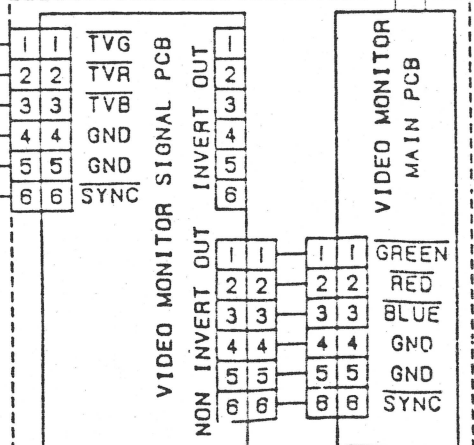 1 1 TVG
2 2 TVR
3 3 TVB
4 4 GND
5 5 GND
6 6 SYNC
VIDEO MONITOR SIGNAL PCB
INVERT OUT
1
2
3
4
5
6
NON INVERT OUT
1 1
2 2
3 3
4 4
5 5
6 6
VIDEO MONITOR
MAIN PCB
1 1 GREEN
2 2 RED
3 3 BLUE
4 4 GND
5 5 GND
6 6 SYNC